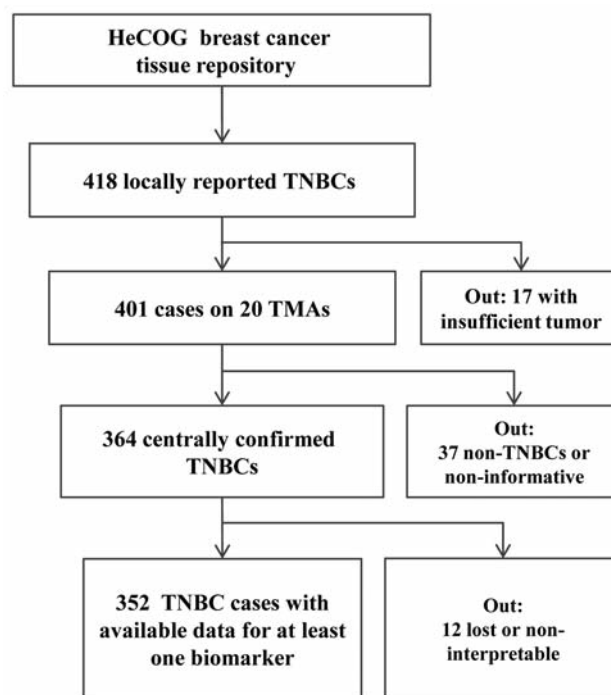 HeCOG breast cancer
tissue repository
418 locally reported TNBCs
401 cases on 20 TMAs
Out: 17 with
insufficient tumor
364 centrally confirmed
TNBCs
Out:
37 non-TNBCs or
non-informative
352 TNBC cases with
available data for at least
one biomarker
Out:
12 lost or non-
interpretable